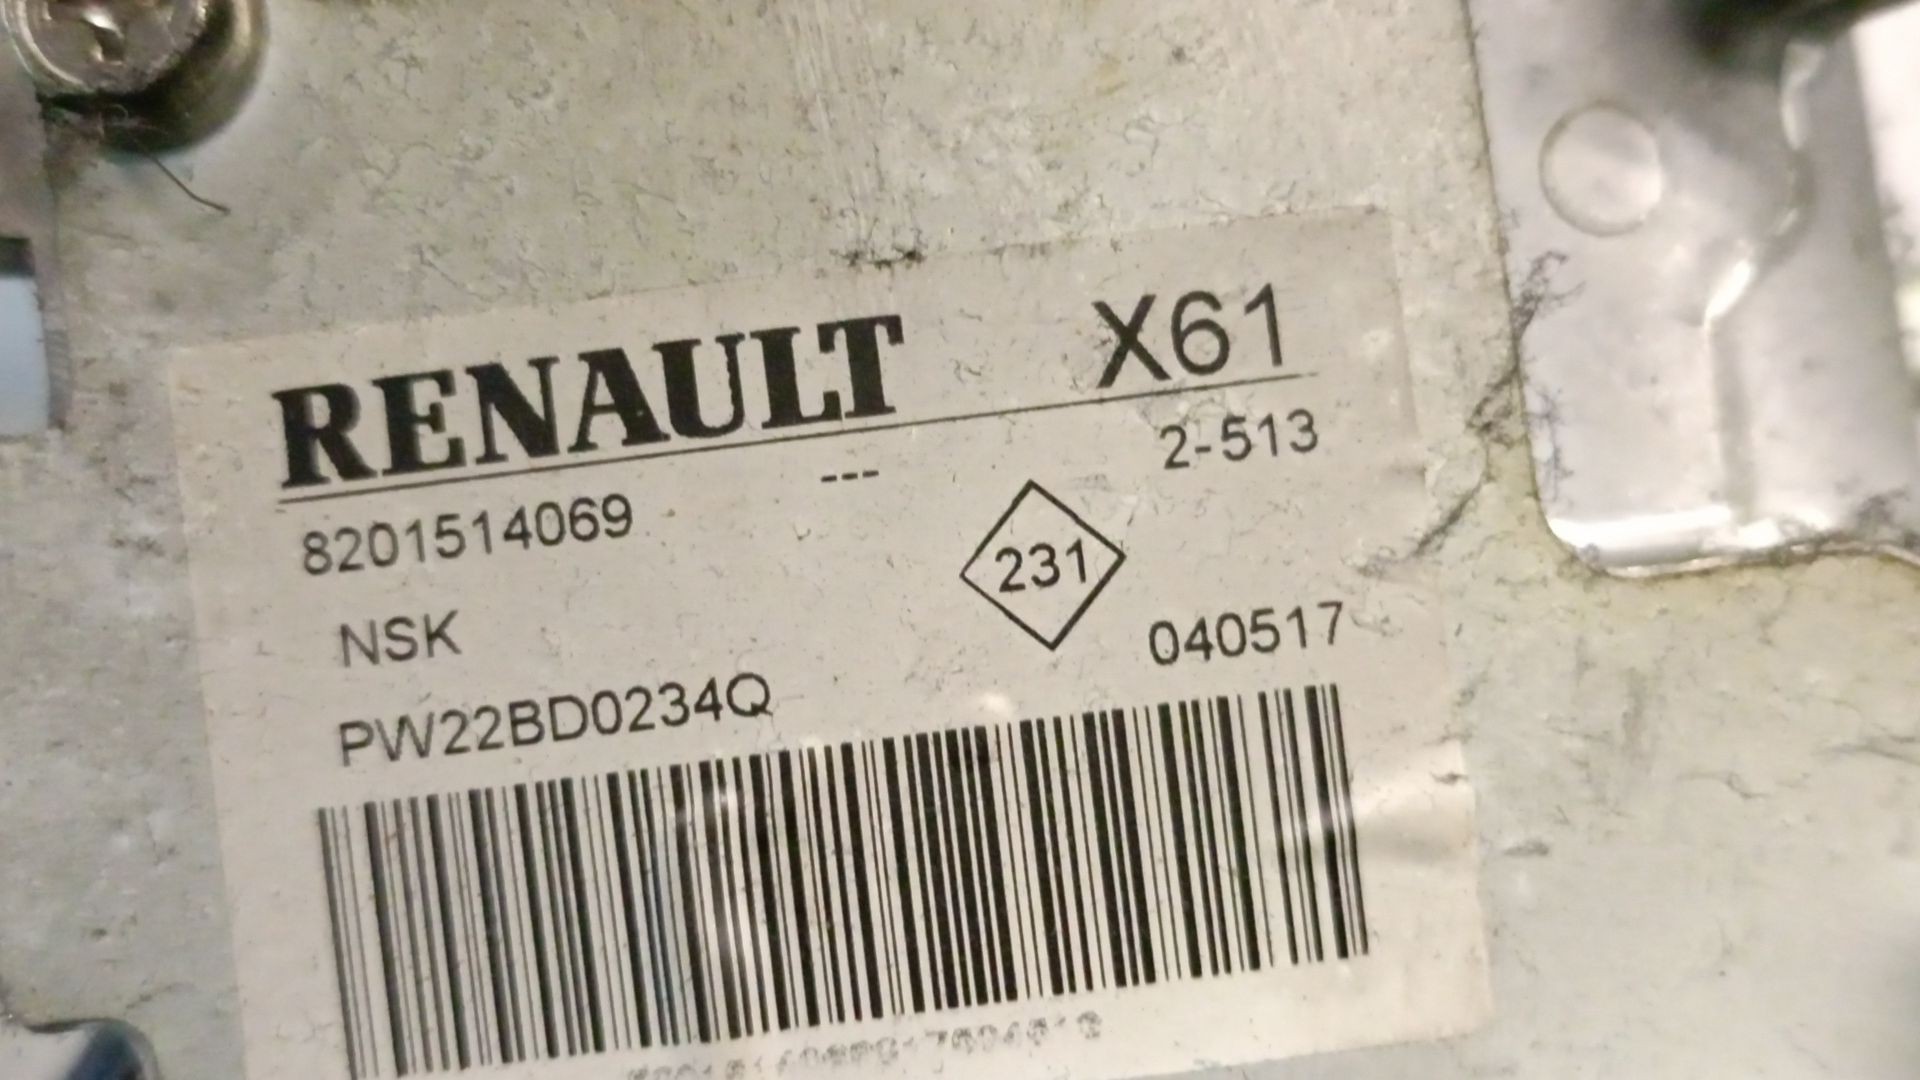 RENAULT X61
8201514069 --- 2-513
231
NSK 040517
PW22BD0234Q